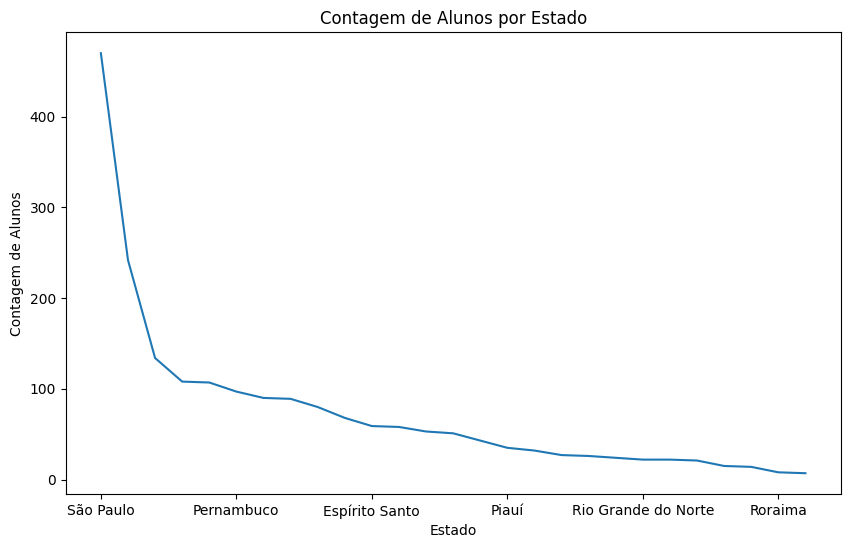 Contagem de Alunos por Estado
Contagem de Alunos
400
300
200
100
0
São Paulo Pernambuco Espírito Santo Piauí Rio Grande do Norte Roraima
Estado